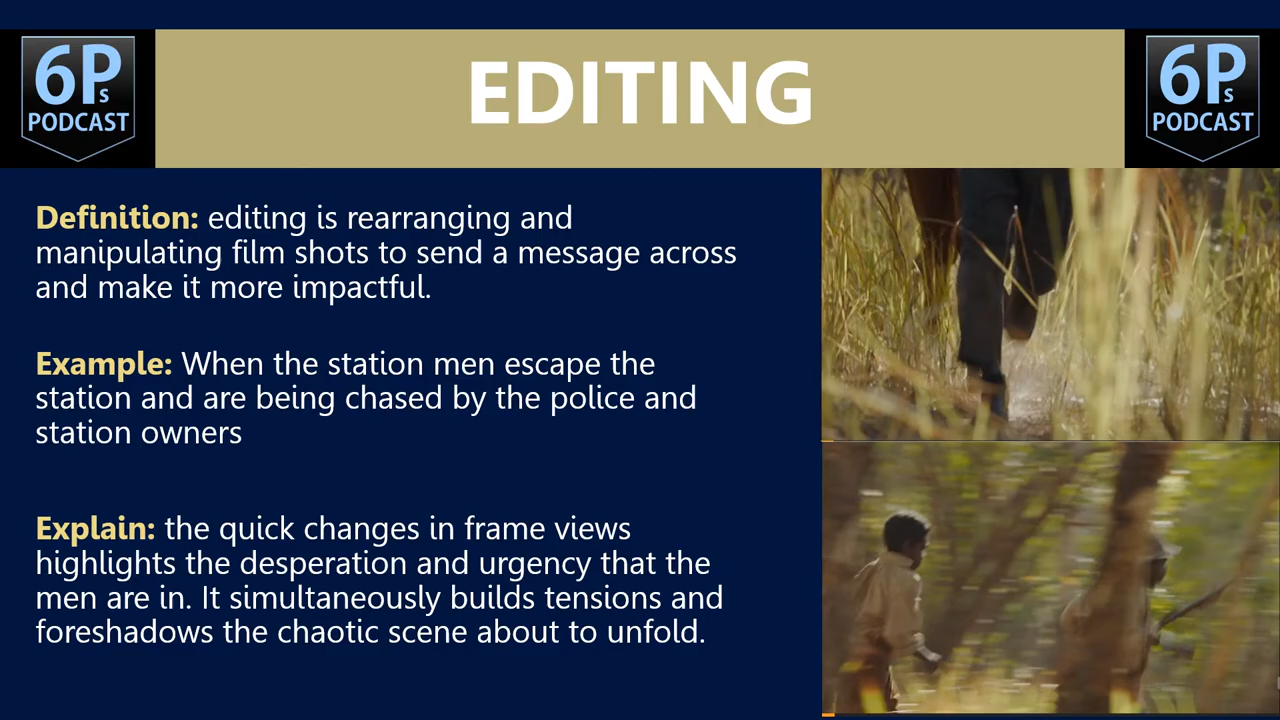 6Ps
PODCAST
EDITING
6Ps
PODCAST
Definition: editing is rearranging and
manipulating film shots to send a message across
and make it more impactful.
Example: When the station men escape the
station and are being chased by the police and
station owners
Explain: the quick changes in frame views
highlights the desperation and urgency that the
men are in. It simultaneously builds tensions and
foreshadows the chaotic scene about to unfold.